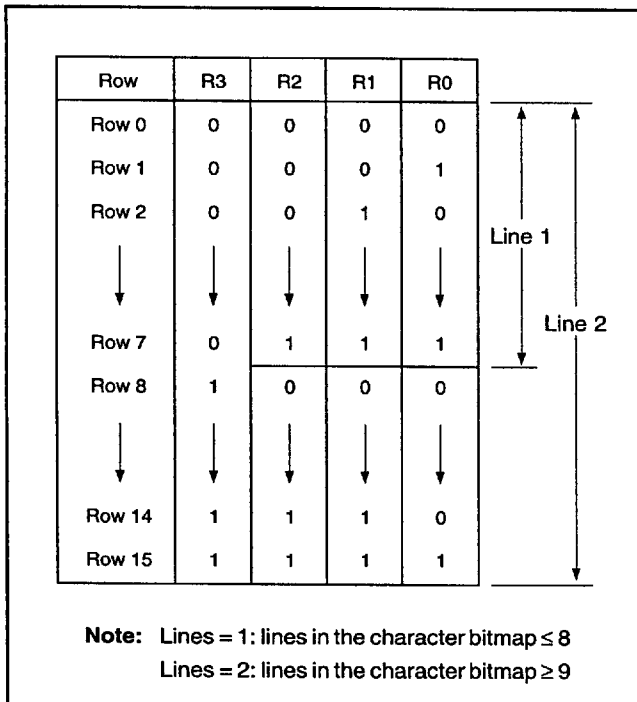 Row R3 R2 R1 R0
Row 0 0 0 0 0
Row 1 0 0 0 1
Row 2 0 0 1 0
Line 1
Line 2
Row 7 0 1 1 1
Row 8 1 0 0 0
Row 14 1 1 1 0
Row 15 1 1 1 1
Note: Lines = 1: lines in the character bitmap ≤ 8
Lines = 2: lines in the character bitmap ≥ 9